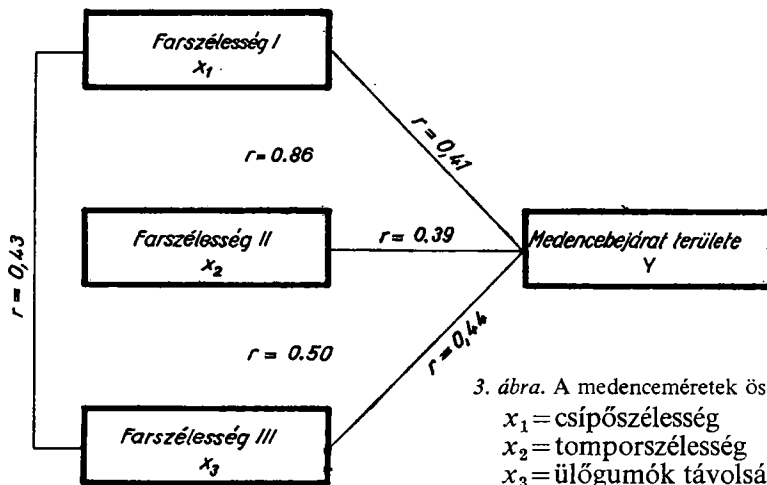 Farszélesség I
x₁
r = 0,41
r = 0.86
r = 0,43
Farszélesség II
x₂
r = 0.39
Medencebejárat területe
Y
r = 0.50
r = 0,44
Farszélesség III
x₃
3. ábra. A medenceméretek ös
x₁=csípőszélesség
x₂=tomporszélesség
x₃=ülőgumók távolsá